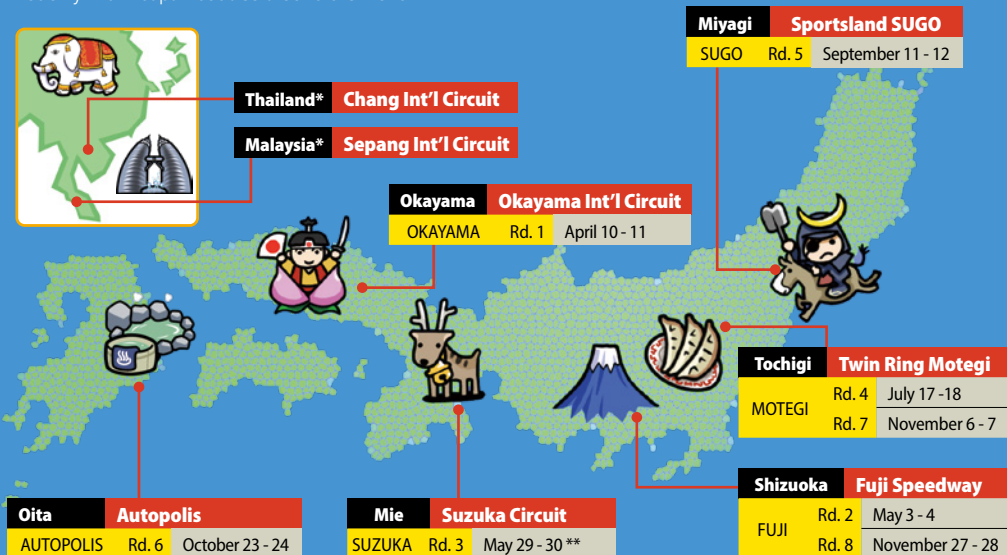 Miyagi Sportsland SUGO
SUGO Rd. 5 September 11 - 12
Thailand* Chang Int'l Circuit
Malaysia* Sepang Int'l Circuit
Okayama Okayama Int'l Circuit
OKAYAMA Rd. 1 April 10 - 11
Tochigi Twin Ring Motegi
MOTEGI Rd. 4 July 17 -18
Rd. 7 November 6 - 7
Shizuoka Fuji Speedway
FUJI Rd. 2 May 3 - 4
Rd. 8 November 27 - 28
Oita Autopolis
AUTOPOLIS Rd. 6 October 23 - 24
Mie Suzuka Circuit
SUZUKA Rd. 3 May 29 - 30 **